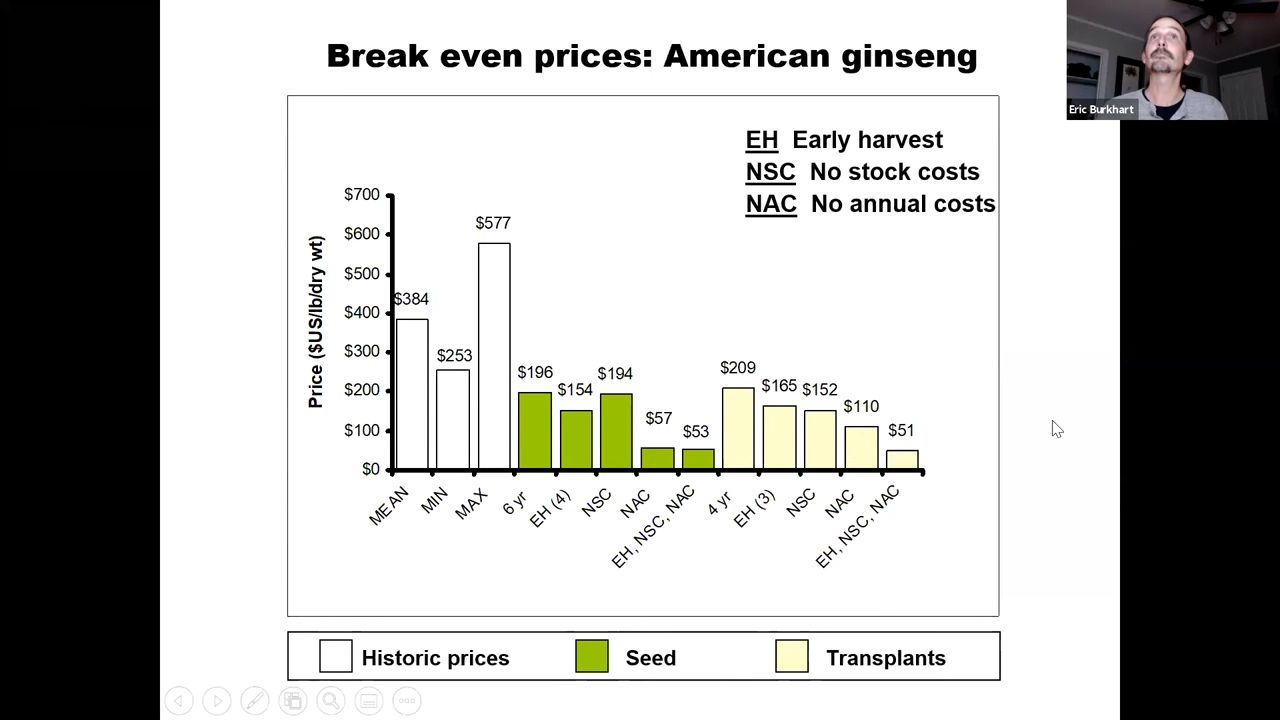 Break even prices: American ginseng
Eric Burkhart
EH Early harvest
NSC No stock costs
NAC No annual costs
Price ($US/lb/dry wt)
$700
$600
$500
$400
$300
$200
$100
$0
$384
$253
$577
$196
$154
$194
$57
$53
$209
$165
$152
$110
$51
MEAN
MIN
MAX
6 yr
EH (4)
NSC
NAC
EH, NSC, NAC
4 yr
EH (3)
NSC
NAC
EH, NSC, NAC
Historic prices
Seed
Transplants